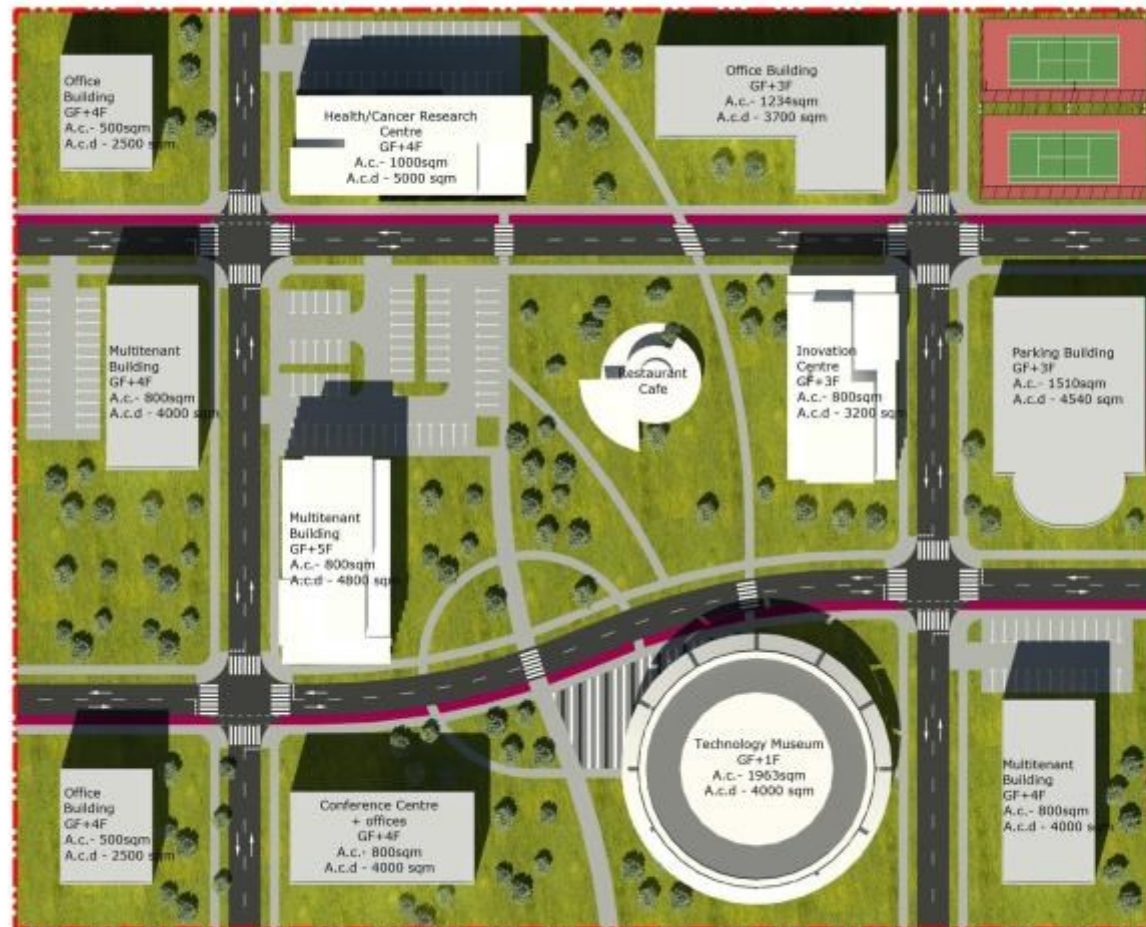 Office
Building
GF+4F
A.c.- 500sqm
A.c.d - 2500 sqm
Health/Cancer Research
Centre
GF+4F
A.c.- 1000sqm
A.c.d - 5000 sqm
Office Building
GF+3F
A.c.- 1234sqm
A.c.d - 3700 sqm
Multitenant
Building
GF+4F
A.c.- 800sqm
A.c.d - 4000 sqm
Restaurant
Cafe
Inovation
Centre
GF+3F
A.c.- 800sqm
A.c.d - 3200 sqm
Parking Building
GF+3F
A.c.- 1510sqm
A.c.d - 4540 sqm
Multitenant
Building
GF+5F
A.c.- 800sqm
A.c.d - 4800 sqm
Office
Building
GF+4F
A.c.- 500sqm
A.c.d - 2500 sqm
Conference Centre
+ offices
GF+4F
A.c.- 800sqm
A.c.d - 4000 sqm
Technology Museum
GF+1F
A.c.- 1963sqm
A.c.d - 4000 sqm
Multitenant
Building
GF+4F
A.c.- 800sqm
A.c.d - 4000 sqm